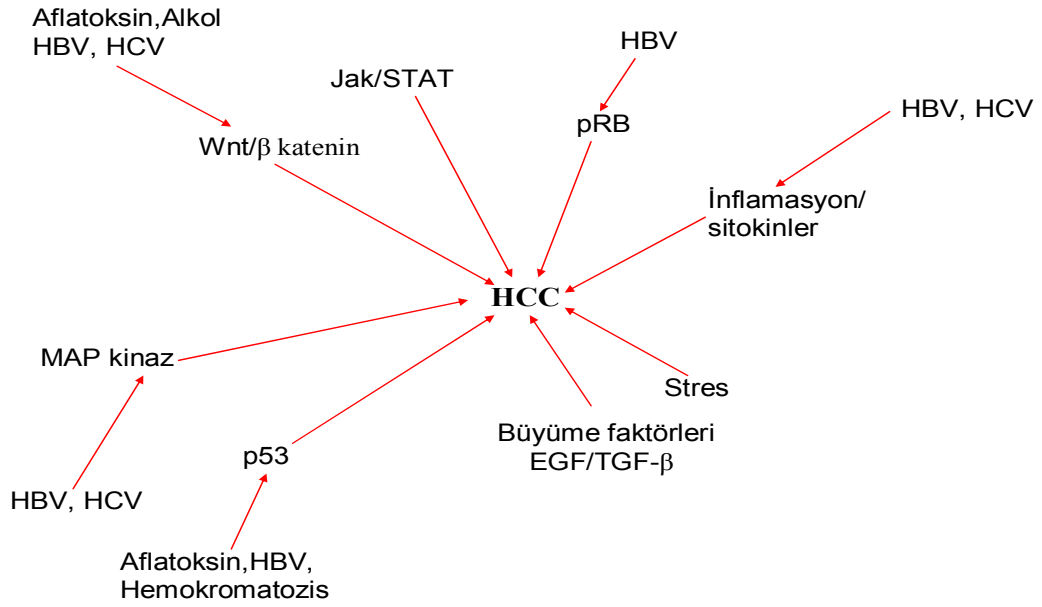 Aflatoksin,Alkol
HBV, HCV
HBV
Jak/STAT
HBV, HCV
pRB
Wnt/β katenin
İnflamasyon/
sitokinler
HCC
MAP kinaz
Stres
Büyüme faktörleri
EGF/TGF-β
p53
HBV, HCV
Aflatoksin,HBV,
Hemokromatozis